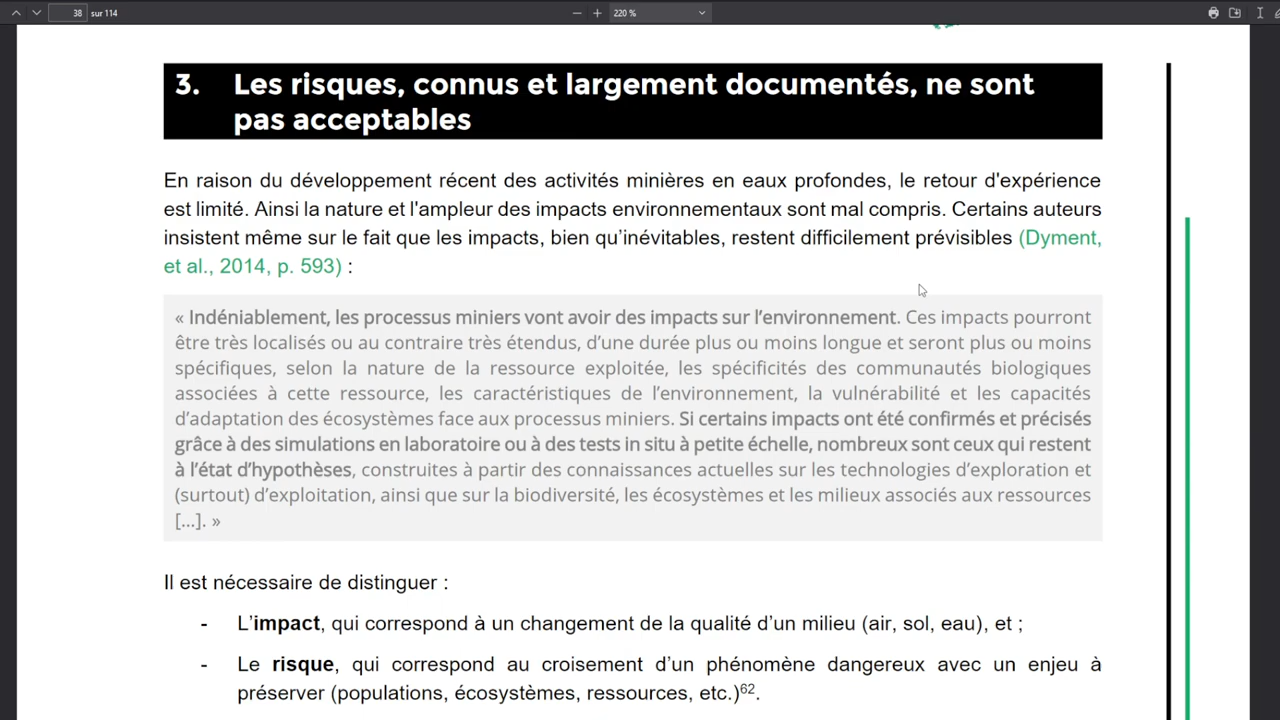 38 sur 114
220 %
3. Les risques, connus et largement documentés, ne sont
pas acceptables
En raison du développement récent des activités minières en eaux profondes, le retour d'expérience
est limité. Ainsi la nature et l'ampleur des impacts environnementaux sont mal compris. Certains auteurs
insistent même sur le fait que les impacts, bien qu’inévitables, restent difficilement prévisibles (Dyment,
et al., 2014, p. 593) :
« Indéniablement, les processus miniers vont avoir des impacts sur l’environnement. Ces impacts pourront
être très localisés ou au contraire très étendus, d’une durée plus ou moins longue et seront plus ou moins
spécifiques, selon la nature de la ressource exploitée, les spécificités des communautés biologiques
associées à cette ressource, les caractéristiques de l’environnement, la vulnérabilité et les capacités
d’adaptation des écosystèmes face aux processus miniers. Si certains impacts ont été confirmés et précisés
grâce à des simulations en laboratoire ou à des tests in situ à petite échelle, nombreux sont ceux qui restent
à l’état d’hypothèses, construites à partir des connaissances actuelles sur les technologies d’exploration et
(surtout) d’exploitation, ainsi que sur la biodiversité, les écosystèmes et les milieux associés aux ressources
[…]. »
Il est nécessaire de distinguer :
- L’impact, qui correspond à un changement de la qualité d’un milieu (air, sol, eau), et ;
- Le risque, qui correspond au croisement d’un phénomène dangereux avec un enjeu à
préserver (populations, écosystèmes, ressources, etc.)62.